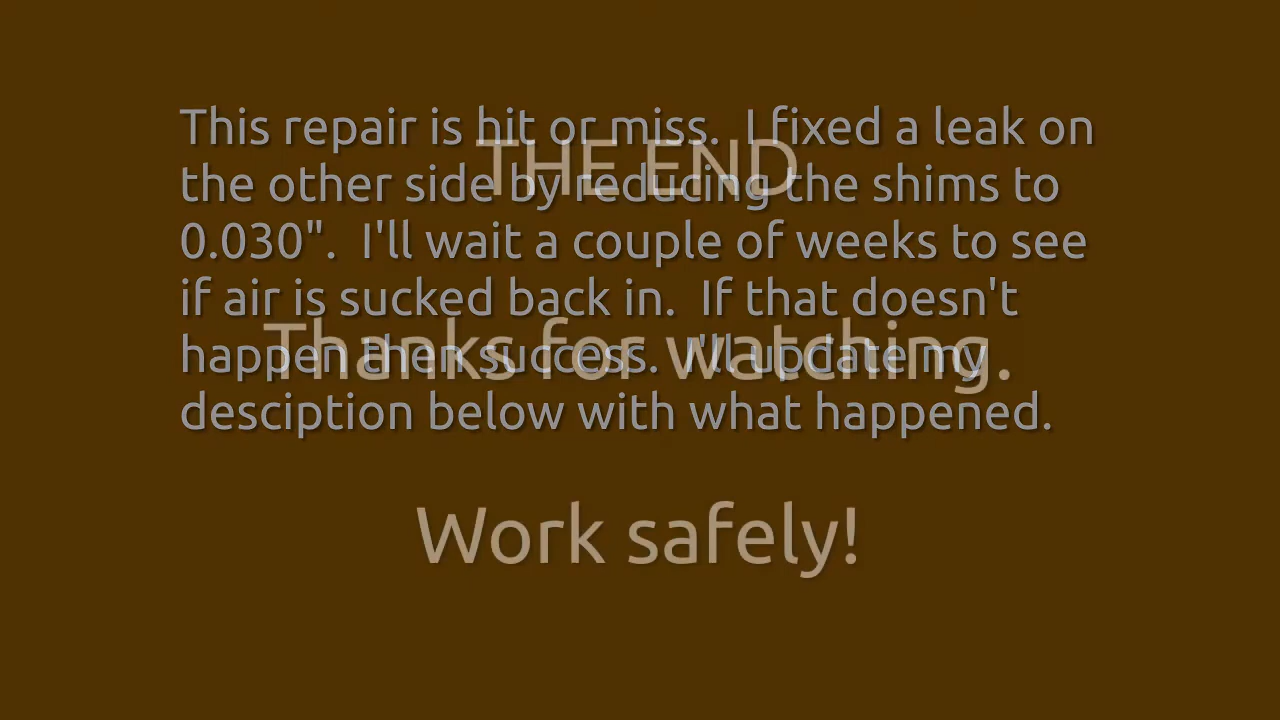 This repair is hit or miss.  I fixed a leak on
the other side by reducing the shims to
0.030".  I'll wait a couple of weeks to see
if air is sucked back in.  If that doesn't
happen then success.  I'll update my
desciption below with what happened.
THE END
Thanks for watching.
Work safely!